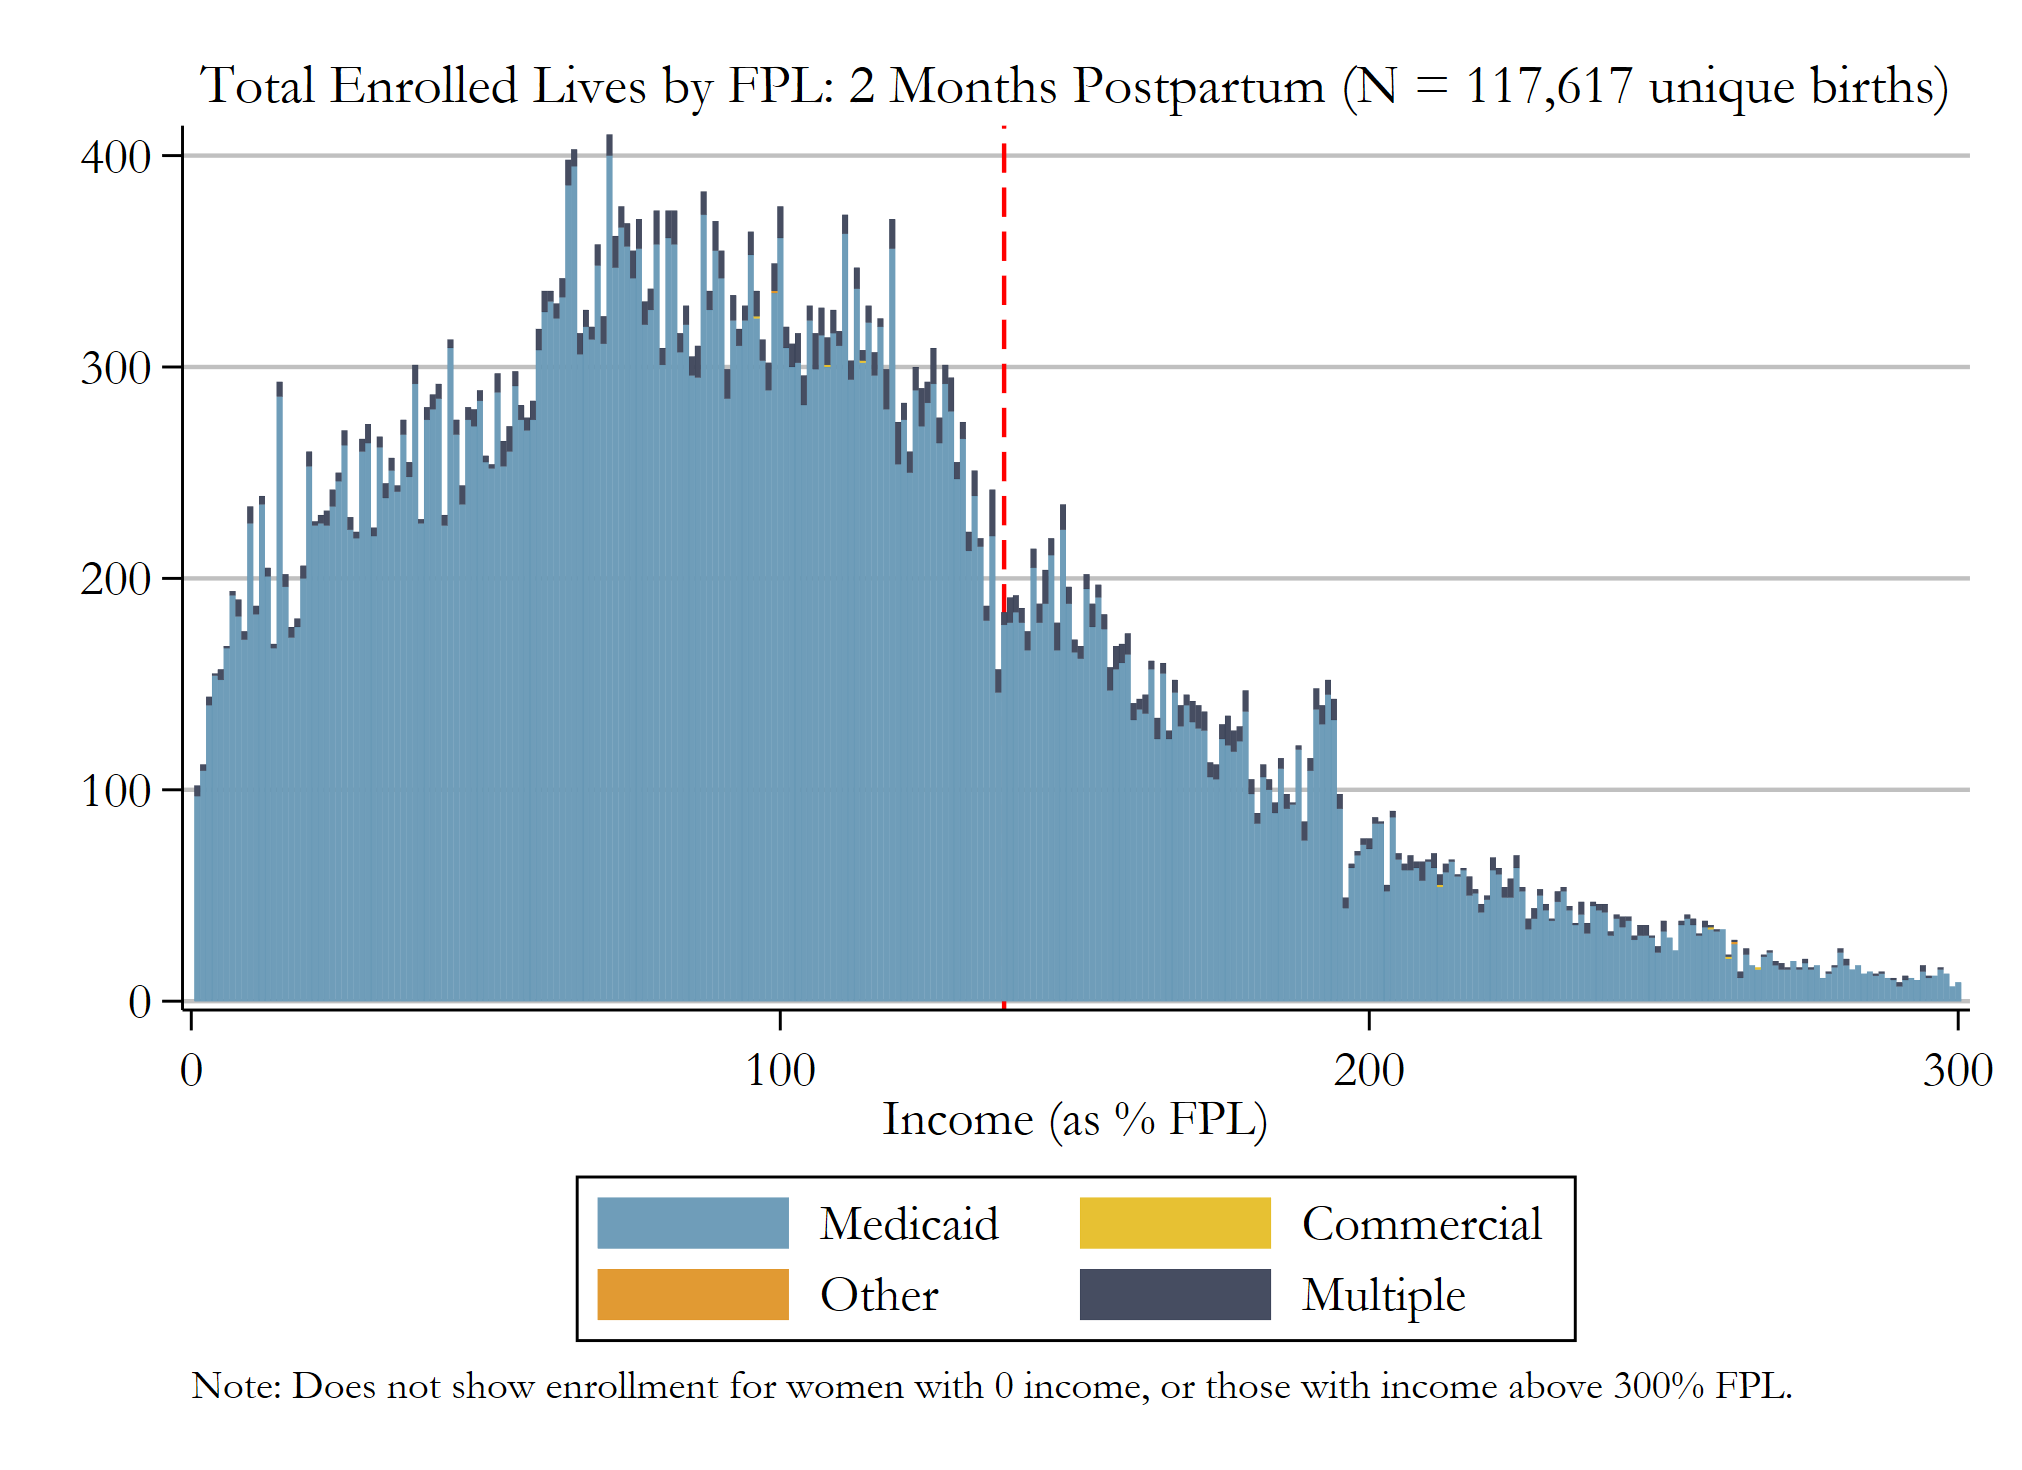 Total Enrolled Lives by FPL: 2 Months Postpartum (N = 117,617 unique births)
400
300
200
100
0
0 100 200 300
Income (as % FPL)
Medicaid Commercial
Other Multiple
Note: Does not show enrollment for women with 0 income, or those with income above 300% FPL.